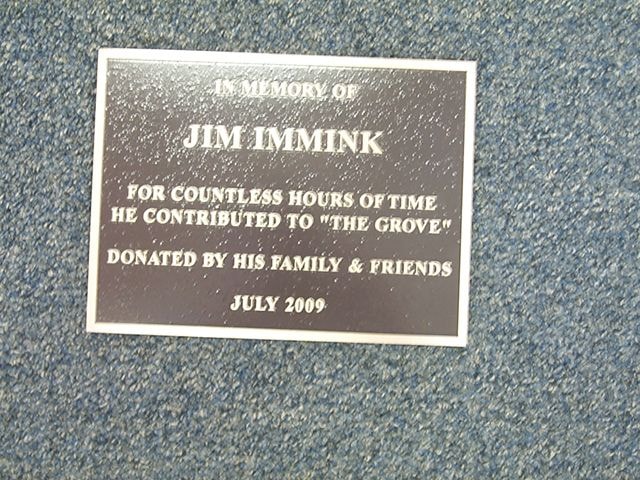 IN MEMORY OF
JIM IMMINK
FOR COUNTLESS HOURS OF TIME
HE CONTRIBUTED TO "THE GROVE"
DONATED BY HIS FAMILY & FRIENDS
JULY 2009